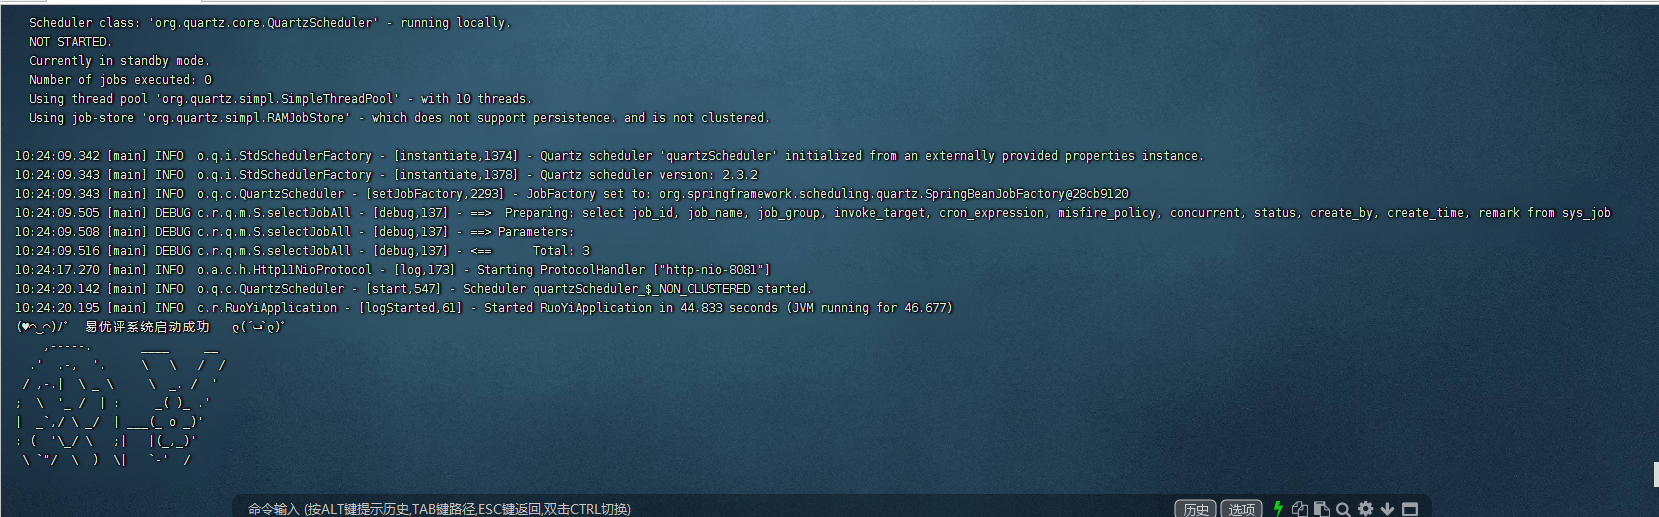 Scheduler class: 'org.quartz.core.QuartzScheduler' - running locally.
NOT STARTED.
Currently in standby mode.
Number of jobs executed: 0
Using thread pool 'org.quartz.simpl.SimpleThreadPool' - with 10 threads.
Using job-store 'org.quartz.simpl.RAMJobStore' - which does not support persistence. and is not clustered.
10:24:09.342 [main] INFO  o.q.i.StdSchedulerFactory - [instantiate,1374] - Quartz scheduler 'quartzScheduler' initialized from an externally provided properties instance.
10:24:09.343 [main] INFO  o.q.i.StdSchedulerFactory - [instantiate,1378] - Quartz scheduler version: 2.3.2
10:24:09.343 [main] INFO  o.q.c.QuartzScheduler - [setJobFactory,2293] - JobFactory set to: org.springframework.scheduling.quartz.SpringBeanJobFactory@28cb9120
10:24:09.505 [main] DEBUG c.r.q.m.S.selectJobAll - [debug,137] - ==>  Preparing: select job_id, job_name, job_group, invoke_target, cron_expression, misfire_policy, concurrent, status, create_by, create_time, remark from sys_job
10:24:09.508 [main] DEBUG c.r.q.m.S.selectJobAll - [debug,137] - ==> Parameters:
10:24:09.516 [main] DEBUG c.r.q.m.S.selectJobAll - [debug,137] - <==      Total: 3
10:24:17.270 [main] INFO  o.a.c.h.Http11NioProtocol - [log,173] - Starting ProtocolHandler ["http-nio-8081"]
10:24:20.142 [main] INFO  o.q.c.QuartzScheduler - [start,547] - Scheduler quartzScheduler_$_NON_CLUSTERED started.
10:24:20.195 [main] INFO  c.r.RuoYiApplication - [logStarted,61] - Started RuoYiApplication in 44.833 seconds (JVM running for 46.677)
(♥◠‿◠)ﾉﾞ  易优评系统启动成功   ლ(´ڡ`ლ)ﾞ
命令输入 (按ALT键提示历史,TAB键路径,ESC键返回,双击CTRL切换)
历史 选项